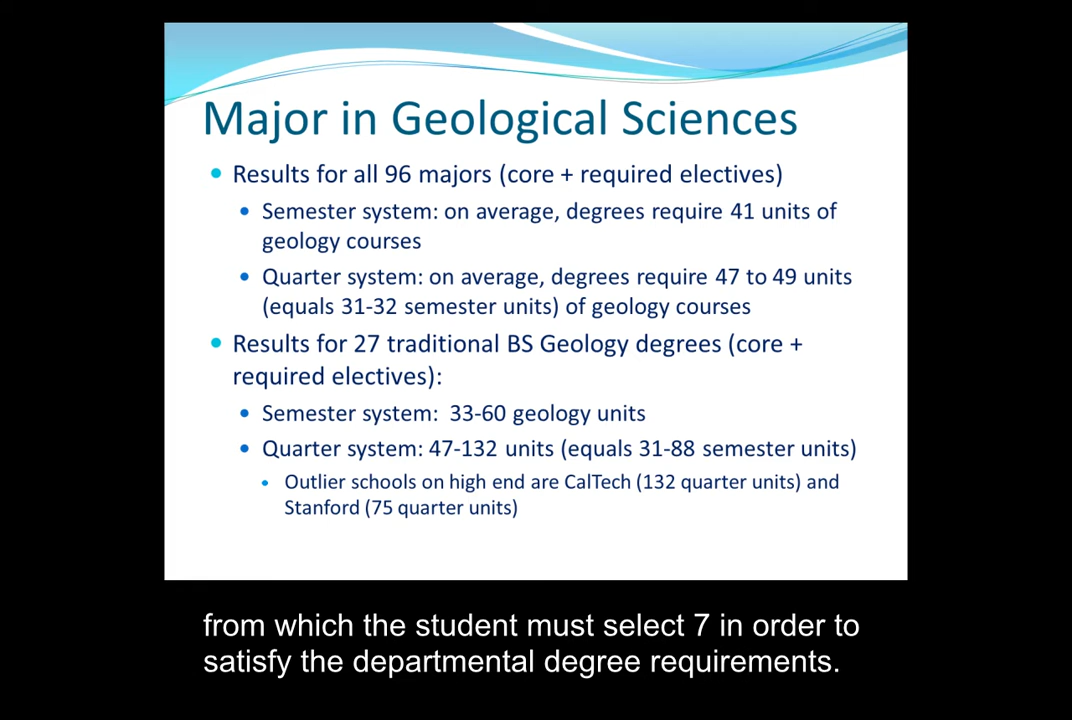 Major in Geological Sciences
Results for all 96 majors (core + required electives)
Semester system: on average, degrees require 41 units of
geology courses
Quarter system: on average, degrees require 47 to 49 units
(equals 31-32 semester units) of geology courses
Results for 27 traditional BS Geology degrees (core +
required electives):
Semester system: 33-60 geology units
Quarter system: 47-132 units (equals 31-88 semester units)
Outlier schools on high end are CalTech (132 quarter units) and
Stanford (75 quarter units)
from which the student must select 7 in order to
satisfy the departmental degree requirements.